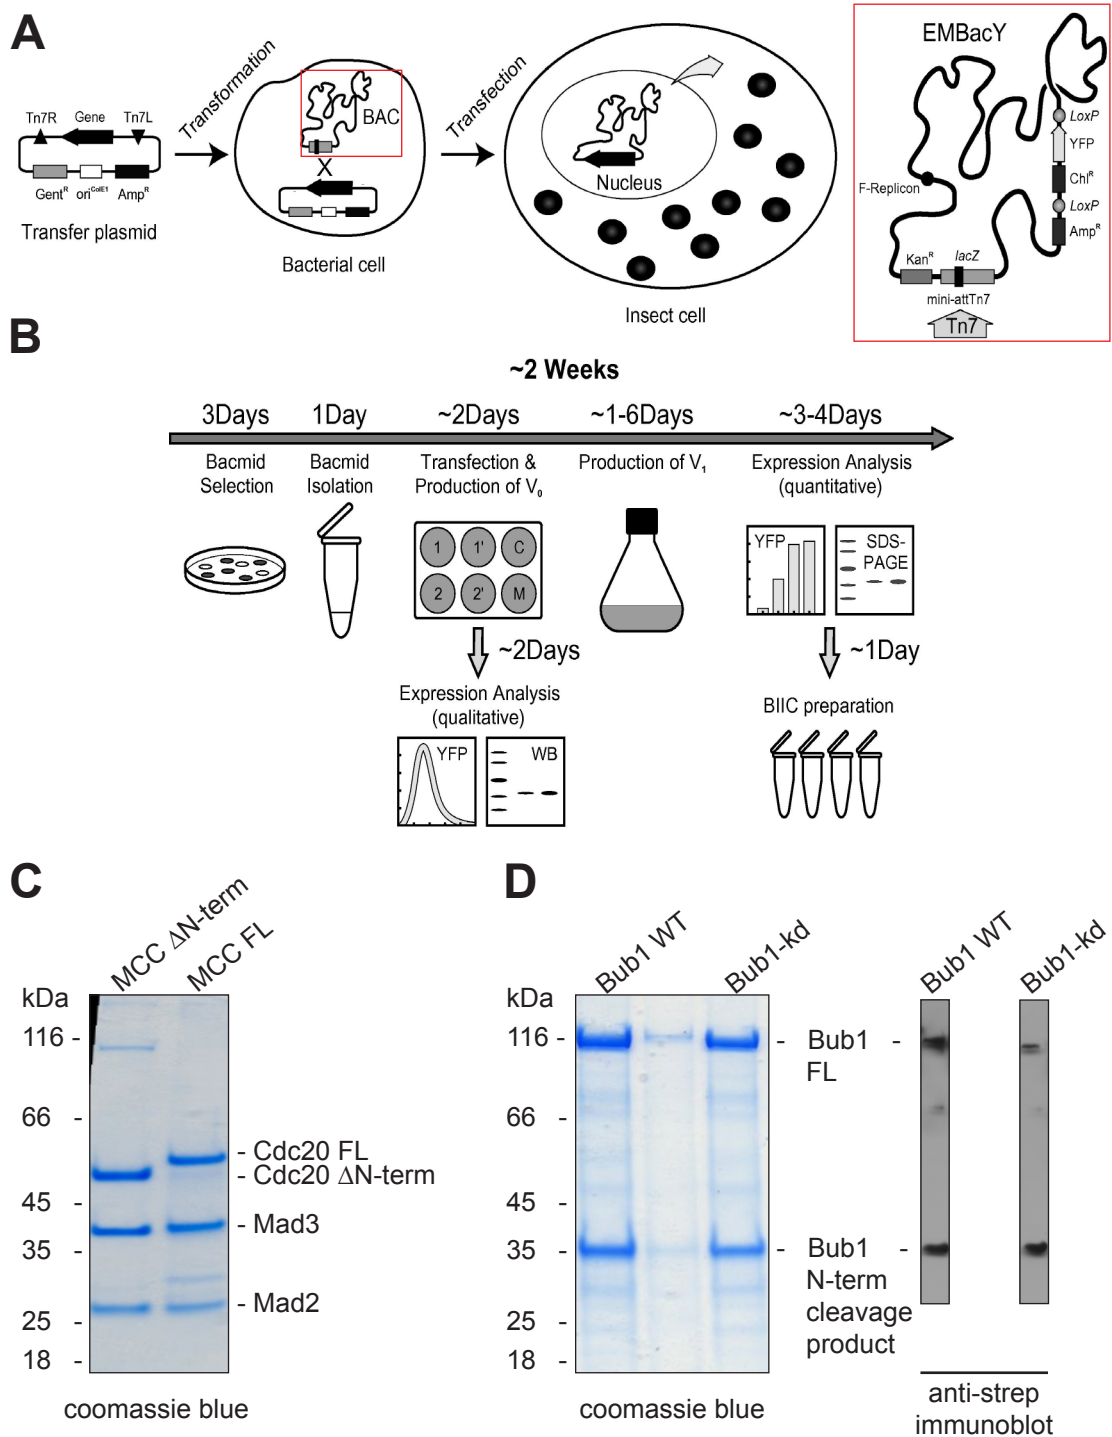 A
Tn7R Gene Tn7L
Gentᴿ oriᶜᵒˡᴱ¹ Ampᴿ
Transfer plasmid
Transformation
BAC
X
Bacterial cell
Transfection
Nucleus
Insect cell
EMBacY
LoxP
YFP
Chlᴿ
LoxP
Ampᴿ
F-Replicon
Kanᴿ lacZ
mini-attTn7
Tn7
B
~2 Weeks
3Days 1Day ~2Days ~1-6Days ~3-4Days
Bacmid Bacmid Transfection & Production of V₁ Expression Analysis
Selection Isolation Production of V₀ (quantitative)
1 1' C
2 2' M
YFP SDS-
PAGE
~2Days ~1Day
Expression Analysis
(qualitative)
BIIC preparation
YFP WB
C
MCC ΔN-term
MCC FL
kDa
116 -
66 -
45 -
35 -
25 -
18 -
- Cdc20 FL
- Cdc20 ΔN-term
- Mad3
- Mad2
coomassie blue
D
Bub1 WT
Bub1-kd
Bub1 WT
Bub1-kd
kDa
116 -
66 -
45 -
35 -
25 -
18 -
- Bub1 -
FL
- Bub1 -
N-term
cleavage
product
coomassie blue
anti-strep
immunoblot